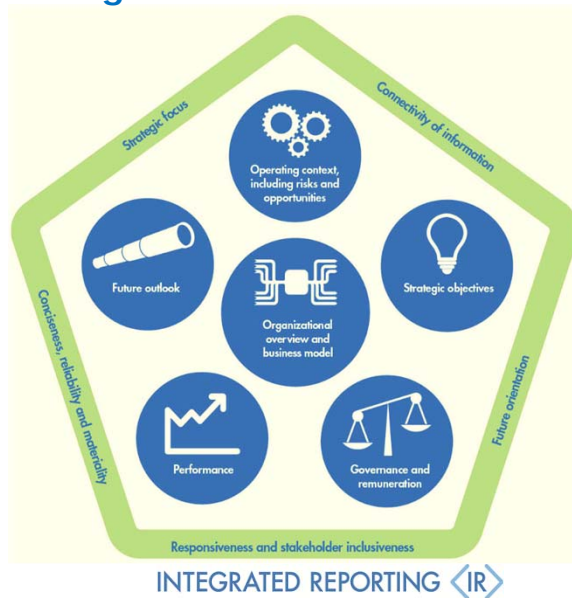 Strategic focus
Connectivity of information
Operating context,
including risks and
opportunities
Future outlook
Strategic objectives
Organizational
overview and
business model
Conciseness, reliability and materiality
Future orientation
Performance
Governance and
remuneration
Responsiveness and stakeholder inclusiveness
INTEGRATED REPORTING <IR>